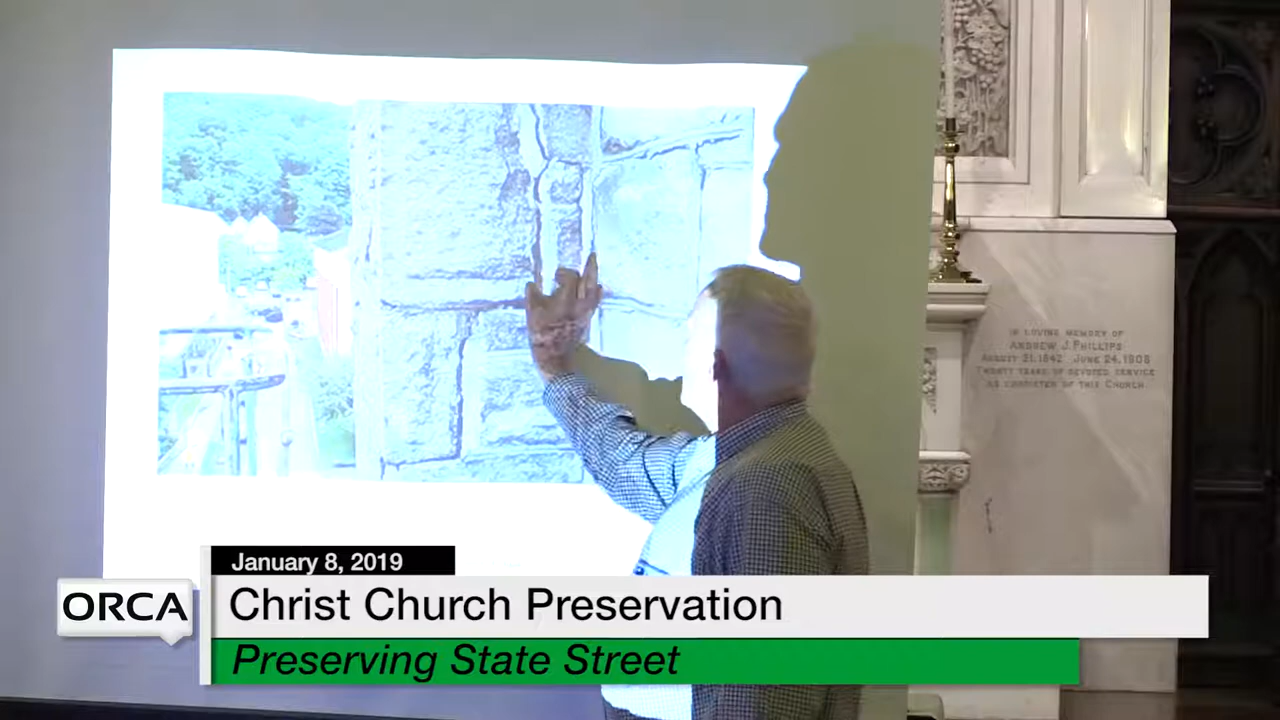 IN LOVING MEMORY OF
ANDREW J. PHILLIPS
AUGUST 21.1842 JUNE 24.1908
TWENTY YEARS OF DEVOTED SERVICE
AS CHORISTER OF THIS CHURCH
January 8, 2019
ORCA
Christ Church Preservation
Preserving State Street